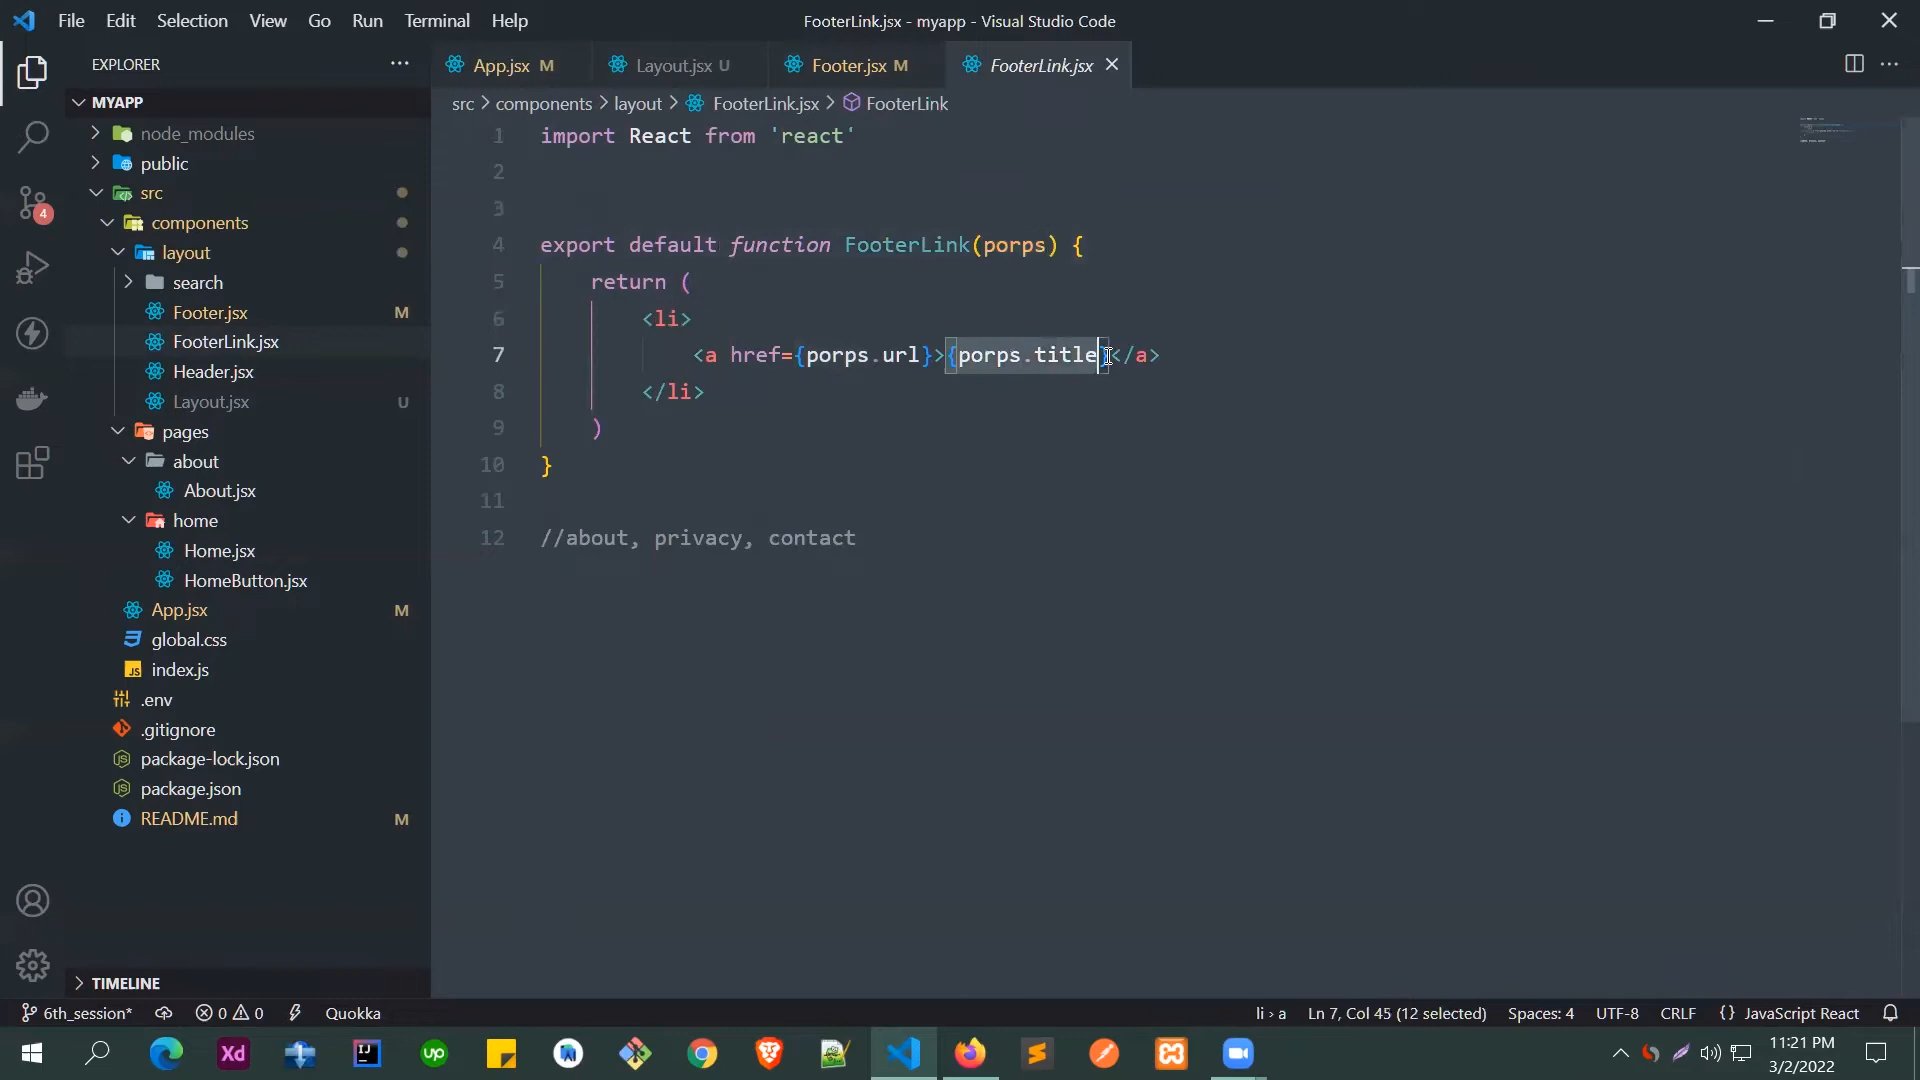 File Edit Selection View Go Run Terminal Help
FooterLink.jsx - myapp - Visual Studio Code
EXPLORER
MYAPP
node_modules
public
src
components
layout
search
Footer.jsx M
FooterLink.jsx
Header.jsx
Layout.jsx U
pages
about
About.jsx
home
Home.jsx
HomeButton.jsx
App.jsx M
global.css
JS index.js
.env
.gitignore
package-lock.json
package.json
README.md M
TIMELINE
4
App.jsx M Layout.jsx U Footer.jsx M FooterLink.jsx
src > components > layout > FooterLink.jsx > FooterLink
1 import React from 'react'
2
3
4 export default function FooterLink(porps) {
5 return (
6 <li>
7 <a href={porps.url}>{porps.title}</a>
8 </li>
9 )
10 }
11
12 //about, privacy, contact
6th_session* 0 0 Quokka
li > a Ln 7, Col 45 (12 selected) Spaces: 4 UTF-8 CRLF {} JavaScript React
Xd IJ up
11:21 PM
3/2/2022